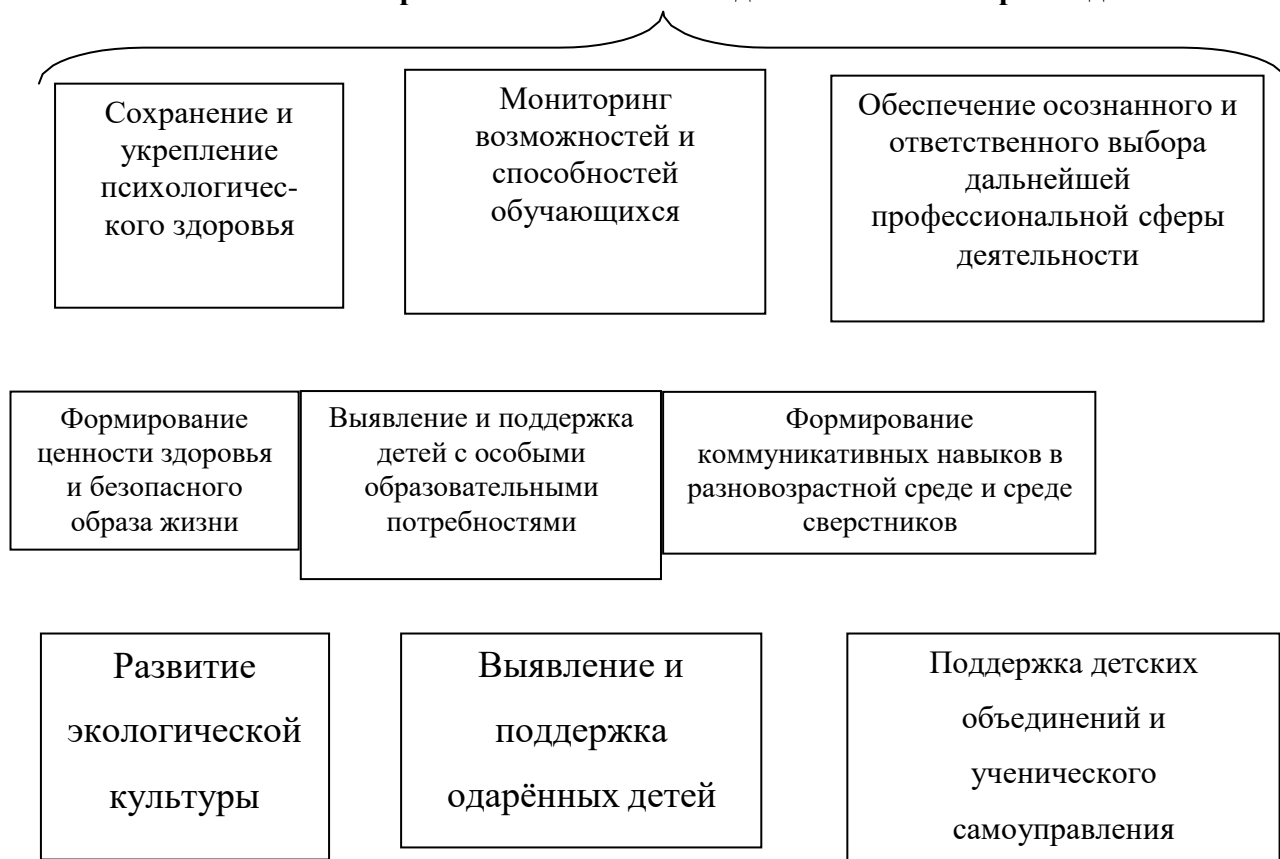 Сохранение и
укрепление
психологичес-
кого здоровья
Мониторинг
возможностей и
способностей
обучающихся
Обеспечение осознанного и
ответственного выбора
дальнейшей
профессиональной сферы
деятельности
Формирование
ценности здоровья
и безопасного
образа жизни
Выявление и поддержка
детей с особыми
образовательными
потребностями
Формирование
коммуникативных навыков в
разновозрастной среде и среде
сверстников
Развитие
экологической
культуры
Выявление и
поддержка
одарённых детей
Поддержка детских
объединений и
ученического
самоуправления